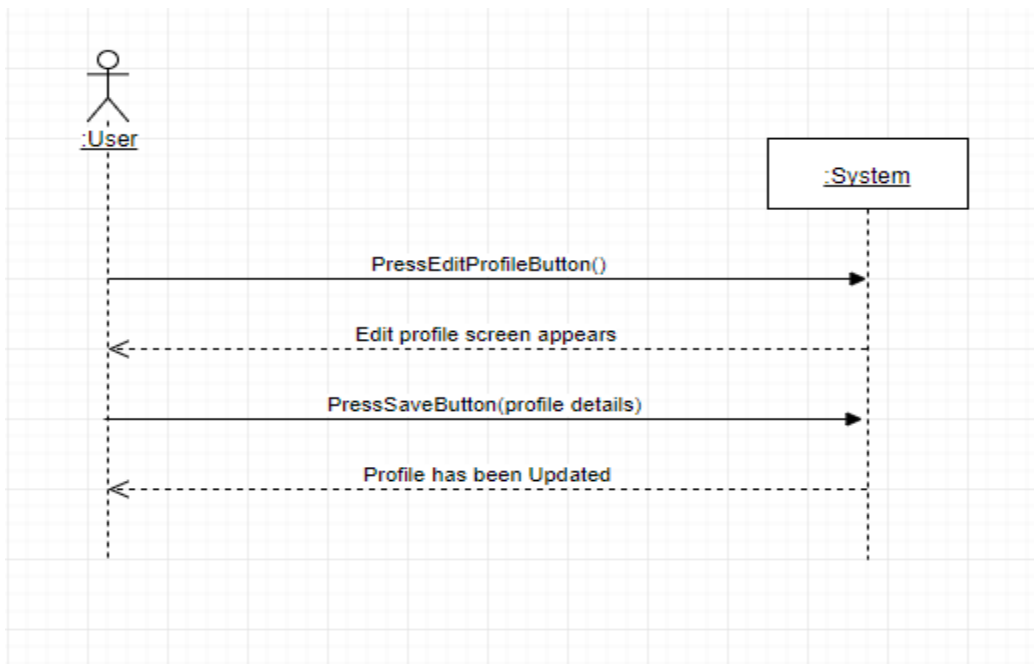 :User
:System
PressEditProfileButton()
Edit profile screen appears
PressSaveButton(profile details)
Profile has been Updated